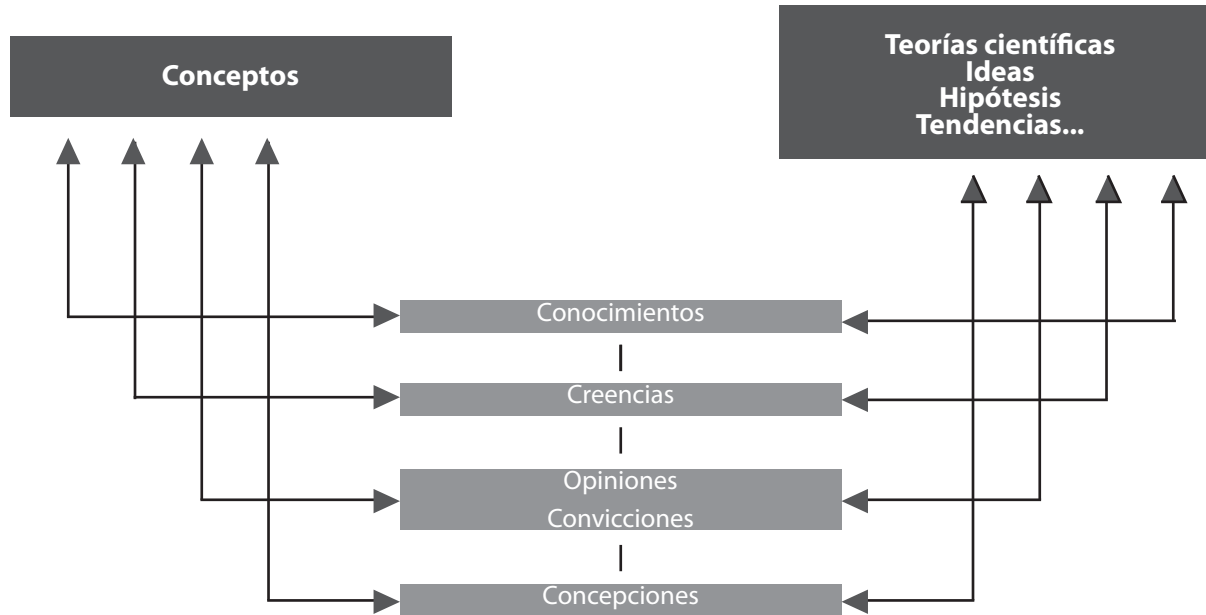 Conceptos
Teorías científicas
Ideas
Hipótesis
Tendencias...
Conocimientos
Creencias
Opiniones
Convicciones
Concepciones